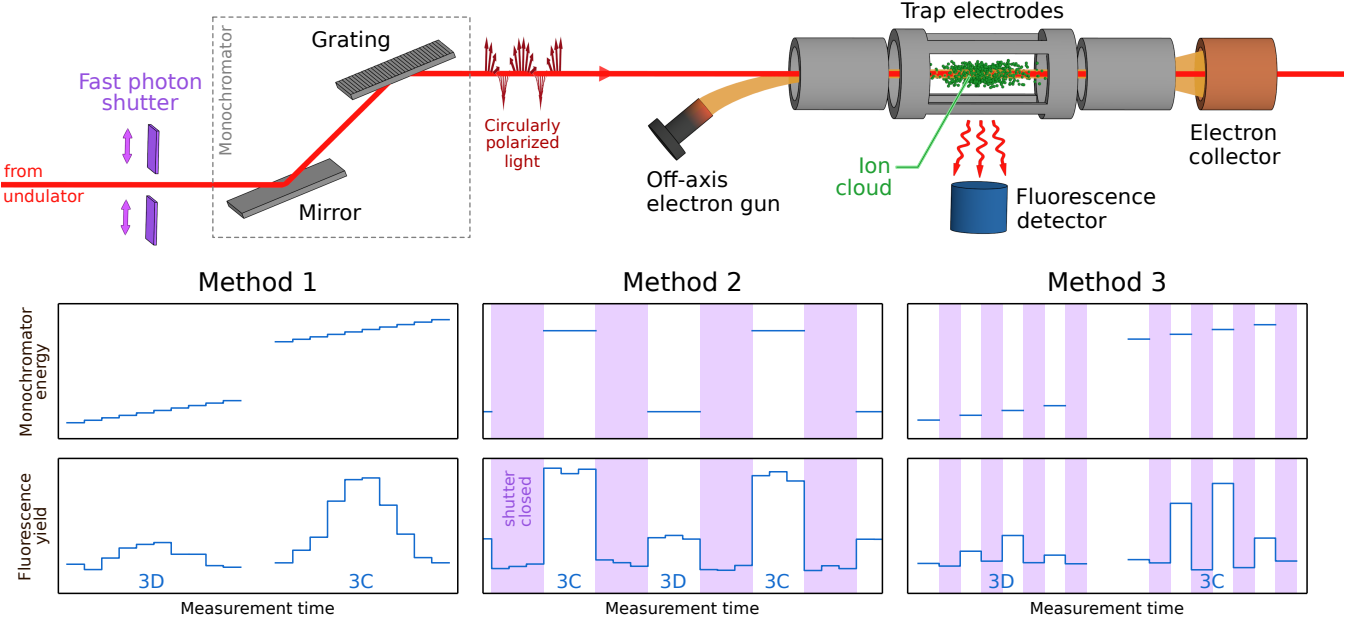 Trap electrodes
Grating
Monochromator
Fast photon
shutter
Circularly
polarized
light
Electron
collector
Ion
cloud
from
undulator
Mirror
Off-axis
electron gun
Fluorescence
detector
Method 1
Method 2
Method 3
Monochromator
energy
Fluorescence
yield
shutter
closed
3D
3C
3C
3D
3C
3D
3C
Measurement time
Measurement time
Measurement time